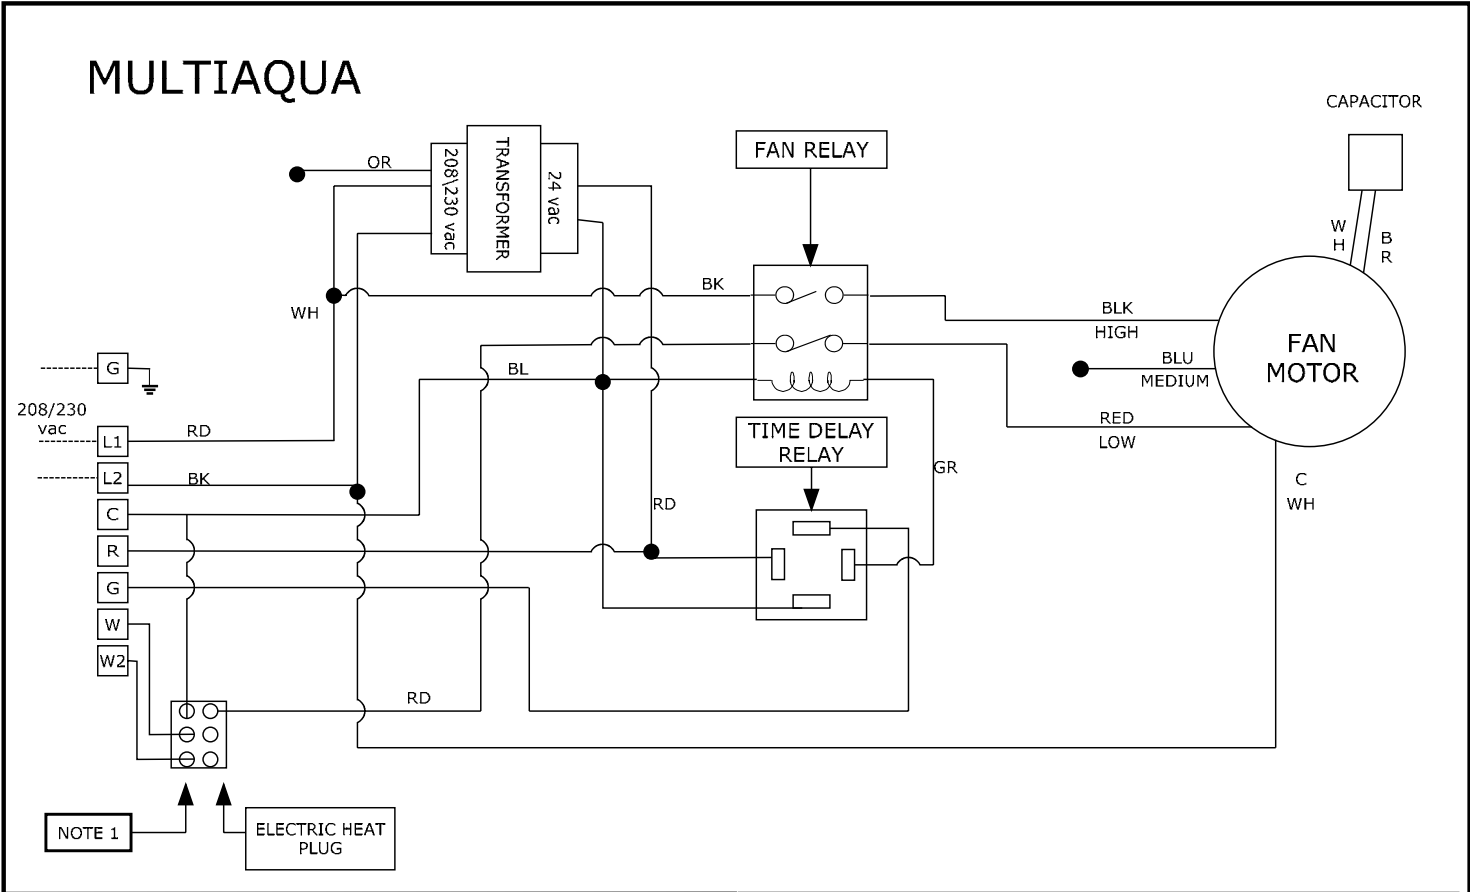 MULTIAQUA
CAPACITOR
FAN RELAY
OR
208\230 vac
TRANSFORMER
24 vac
WH
BR
BK
WH
BLK
HIGH
FAN
MOTOR
BLU
MEDIUM
G
BL
208/230
vac
L1
RD
RED
LOW
TIME DELAY
RELAY
GR
L2
BK
C
WH
RD
C
R
G
W
W2
RD
NOTE 1
ELECTRIC HEAT
PLUG